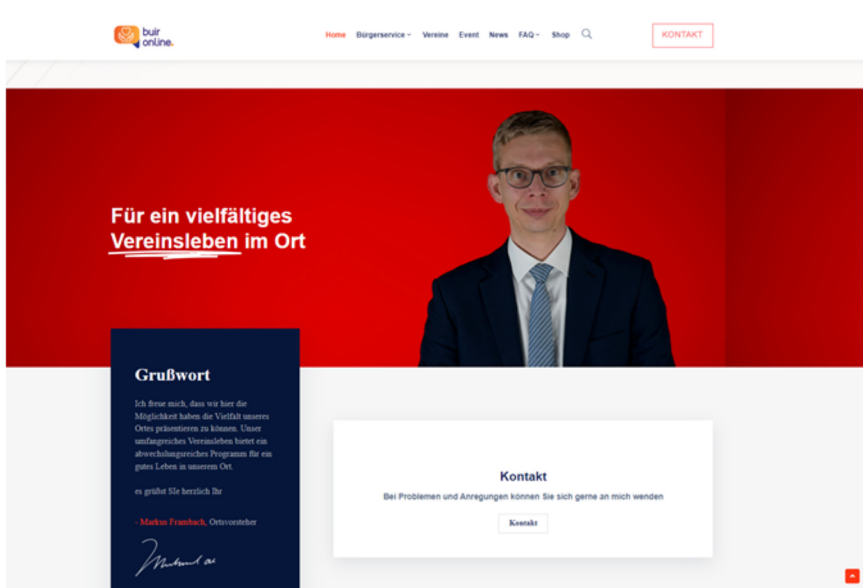 buir
online.
Home Bürgerservice Vereine Event News FAQ Shop
KONTAKT
Für ein vielfältiges
Vereinsleben im Ort
Grußwort
Ich freue mich, dass wir hier die
Möglichkeit haben die Vielfalt unseres
Ortes präsentieren zu können. Unser
umfangreiches Vereinsleben bietet ein
abwechslungsreiches Programm für ein
gutes Leben in unserem Ort.
es grüßt SIe herzlich Ihr
- Markus Frambach, Ortsvorsteher
Kontakt
Bei Problemen und Anregungen können Sie sich gerne an mich wenden
Kontakt